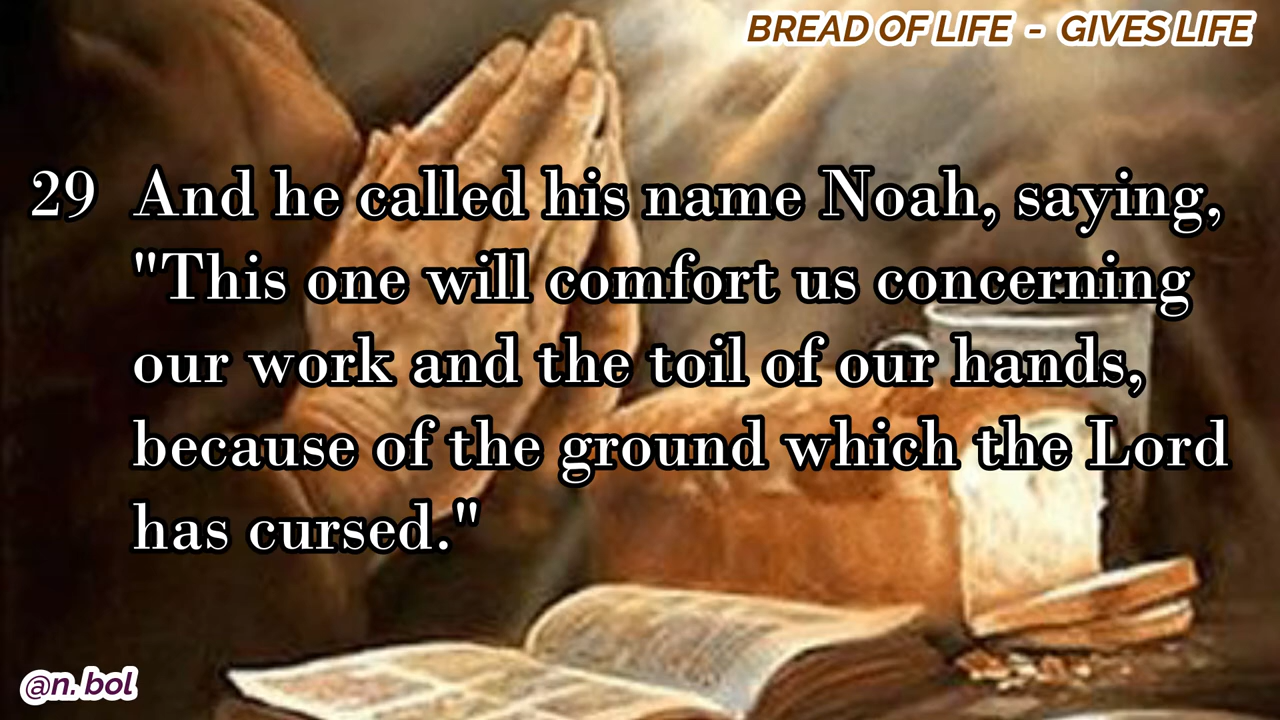 BREAD OF LIFE - GIVES LIFE
29 And he called his name Noah, saying,
"This one will comfort us concerning
our work and the toil of our hands,
because of the ground which the Lord
has cursed."
@n.bol